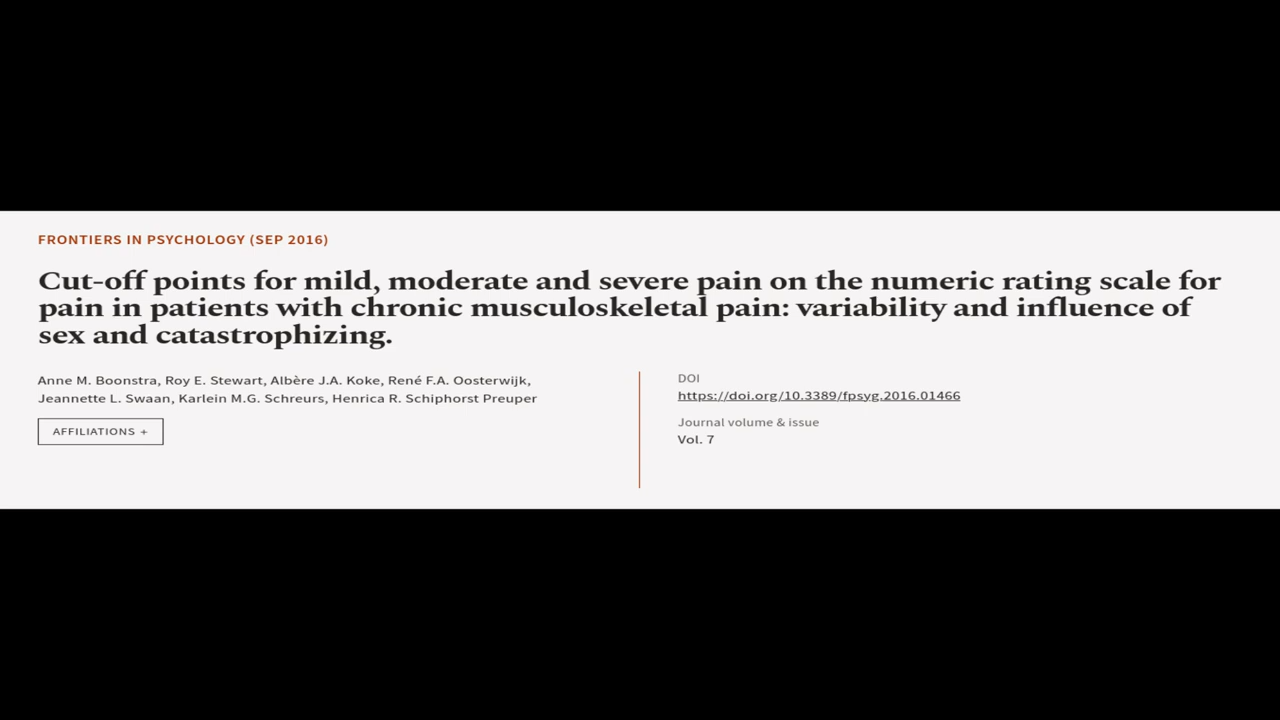 FRONTIERS IN PSYCHOLOGY (SEP 2016)
Cut-off points for mild, moderate and severe pain on the numeric rating scale for
pain in patients with chronic musculoskeletal pain: variability and influence of
sex and catastrophizing.
Anne M. Boonstra, Roy E. Stewart, Albère J.A. Koke, René F.A. Oosterwijk,
Jeannette L. Swaan, Karlein M.G. Schreurs, Henrica R. Schiphorst Preuper
AFFILIATIONS +
DOI
https://doi.org/10.3389/fpsyg.2016.01466
Journal volume & issue
Vol. 7